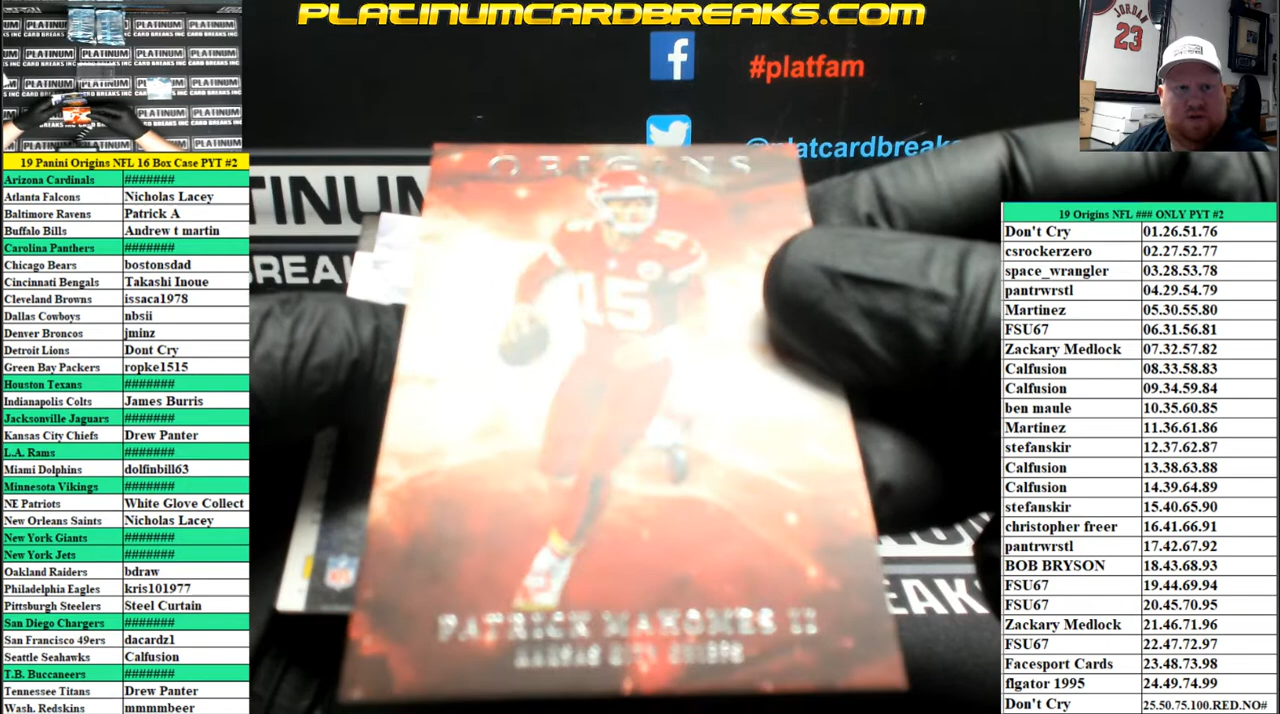 PLATINUMCARDBREAKS.COM
#platfam
@platcardbreaks
JORDAN
23
19 Panini Origins NFL 16 Box Case PYT #2
Arizona Cardinals #######
Atlanta Falcons Nicholas Lacey
Baltimore Ravens Patrick A
Buffalo Bills Andrew t martin
Carolina Panthers #######
Chicago Bears bostonsdad
Cincinnati Bengals Takashi Inoue
Cleveland Browns issaca1978
Dallas Cowboys nbsii
Denver Broncos jminz
Detroit Lions Dont Cry
Green Bay Packers ropke1515
Houston Texans #######
Indianapolis Colts James Burris
Jacksonville Jaguars #######
Kansas City Chiefs Drew Panter
L.A. Rams #######
Miami Dolphins dolfinbill63
Minnesota Vikings #######
NE Patriots White Glove Collect
New Orleans Saints Nicholas Lacey
New York Giants #######
New York Jets #######
Oakland Raiders bdraw
Philadelphia Eagles kris101977
Pittsburgh Steelers Steel Curtain
San Diego Chargers #######
San Francisco 49ers dacardz1
Seattle Seahawks Calfusion
T.B. Buccaneers #######
Tennessee Titans Drew Panter
Wash. Redskins mmmmbeer
ORIGINS
15
PATRICK MAHOMES II
KANSAS CITY CHIEFS
19 Origins NFL ### ONLY PYT #2
Don't Cry 01.26.51.76
csrockerzero 02.27.52.77
space_wrangler 03.28.53.78
pantrwrstl 04.29.54.79
Martinez 05.30.55.80
FSU67 06.31.56.81
Zackary Medlock 07.32.57.82
Calfusion 08.33.58.83
Calfusion 09.34.59.84
ben maule 10.35.60.85
Martinez 11.36.61.86
stefanskir 12.37.62.87
Calfusion 13.38.63.88
Calfusion 14.39.64.89
stefanskir 15.40.65.90
christopher freer 16.41.66.91
pantrwrstl 17.42.67.92
BOB BRYSON 18.43.68.93
FSU67 19.44.69.94
FSU67 20.45.70.95
Zackary Medlock 21.46.71.96
FSU67 22.47.72.97
Facesport Cards 23.48.73.98
flgator 1995 24.49.74.99
Don't Cry 25.50.75.100.RED.NO#